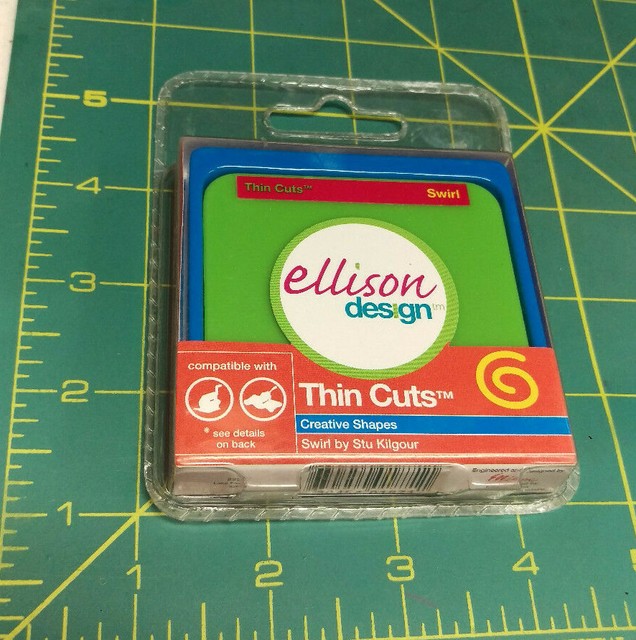 5
4
3
2
1
2
3
4
Thin Cuts™ Swirl
ellison
design™
compatible with
*see details
on back
Thin Cuts™
Creative Shapes
Swirl by Stu Kilgour
Engineered